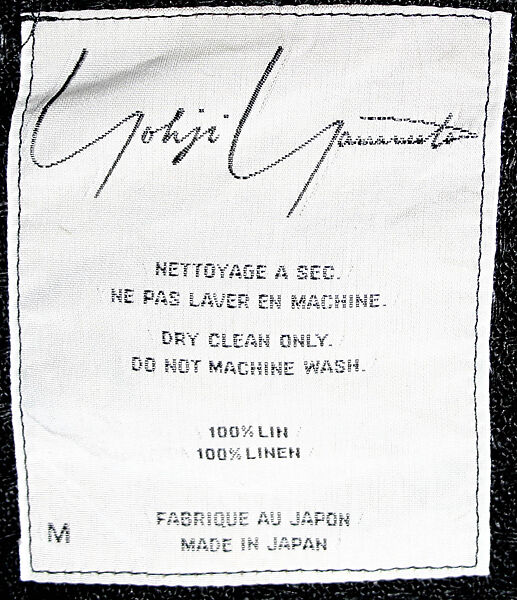 Yohji Yamamoto
NETTOYAGE A SEC.
NE PAS LAVER EN MACHINE.
DRY CLEAN ONLY.
DO NOT MACHINE WASH.
100% LIN
100% LINEN
FABRIQUE AU JAPON
M
MADE IN JAPAN